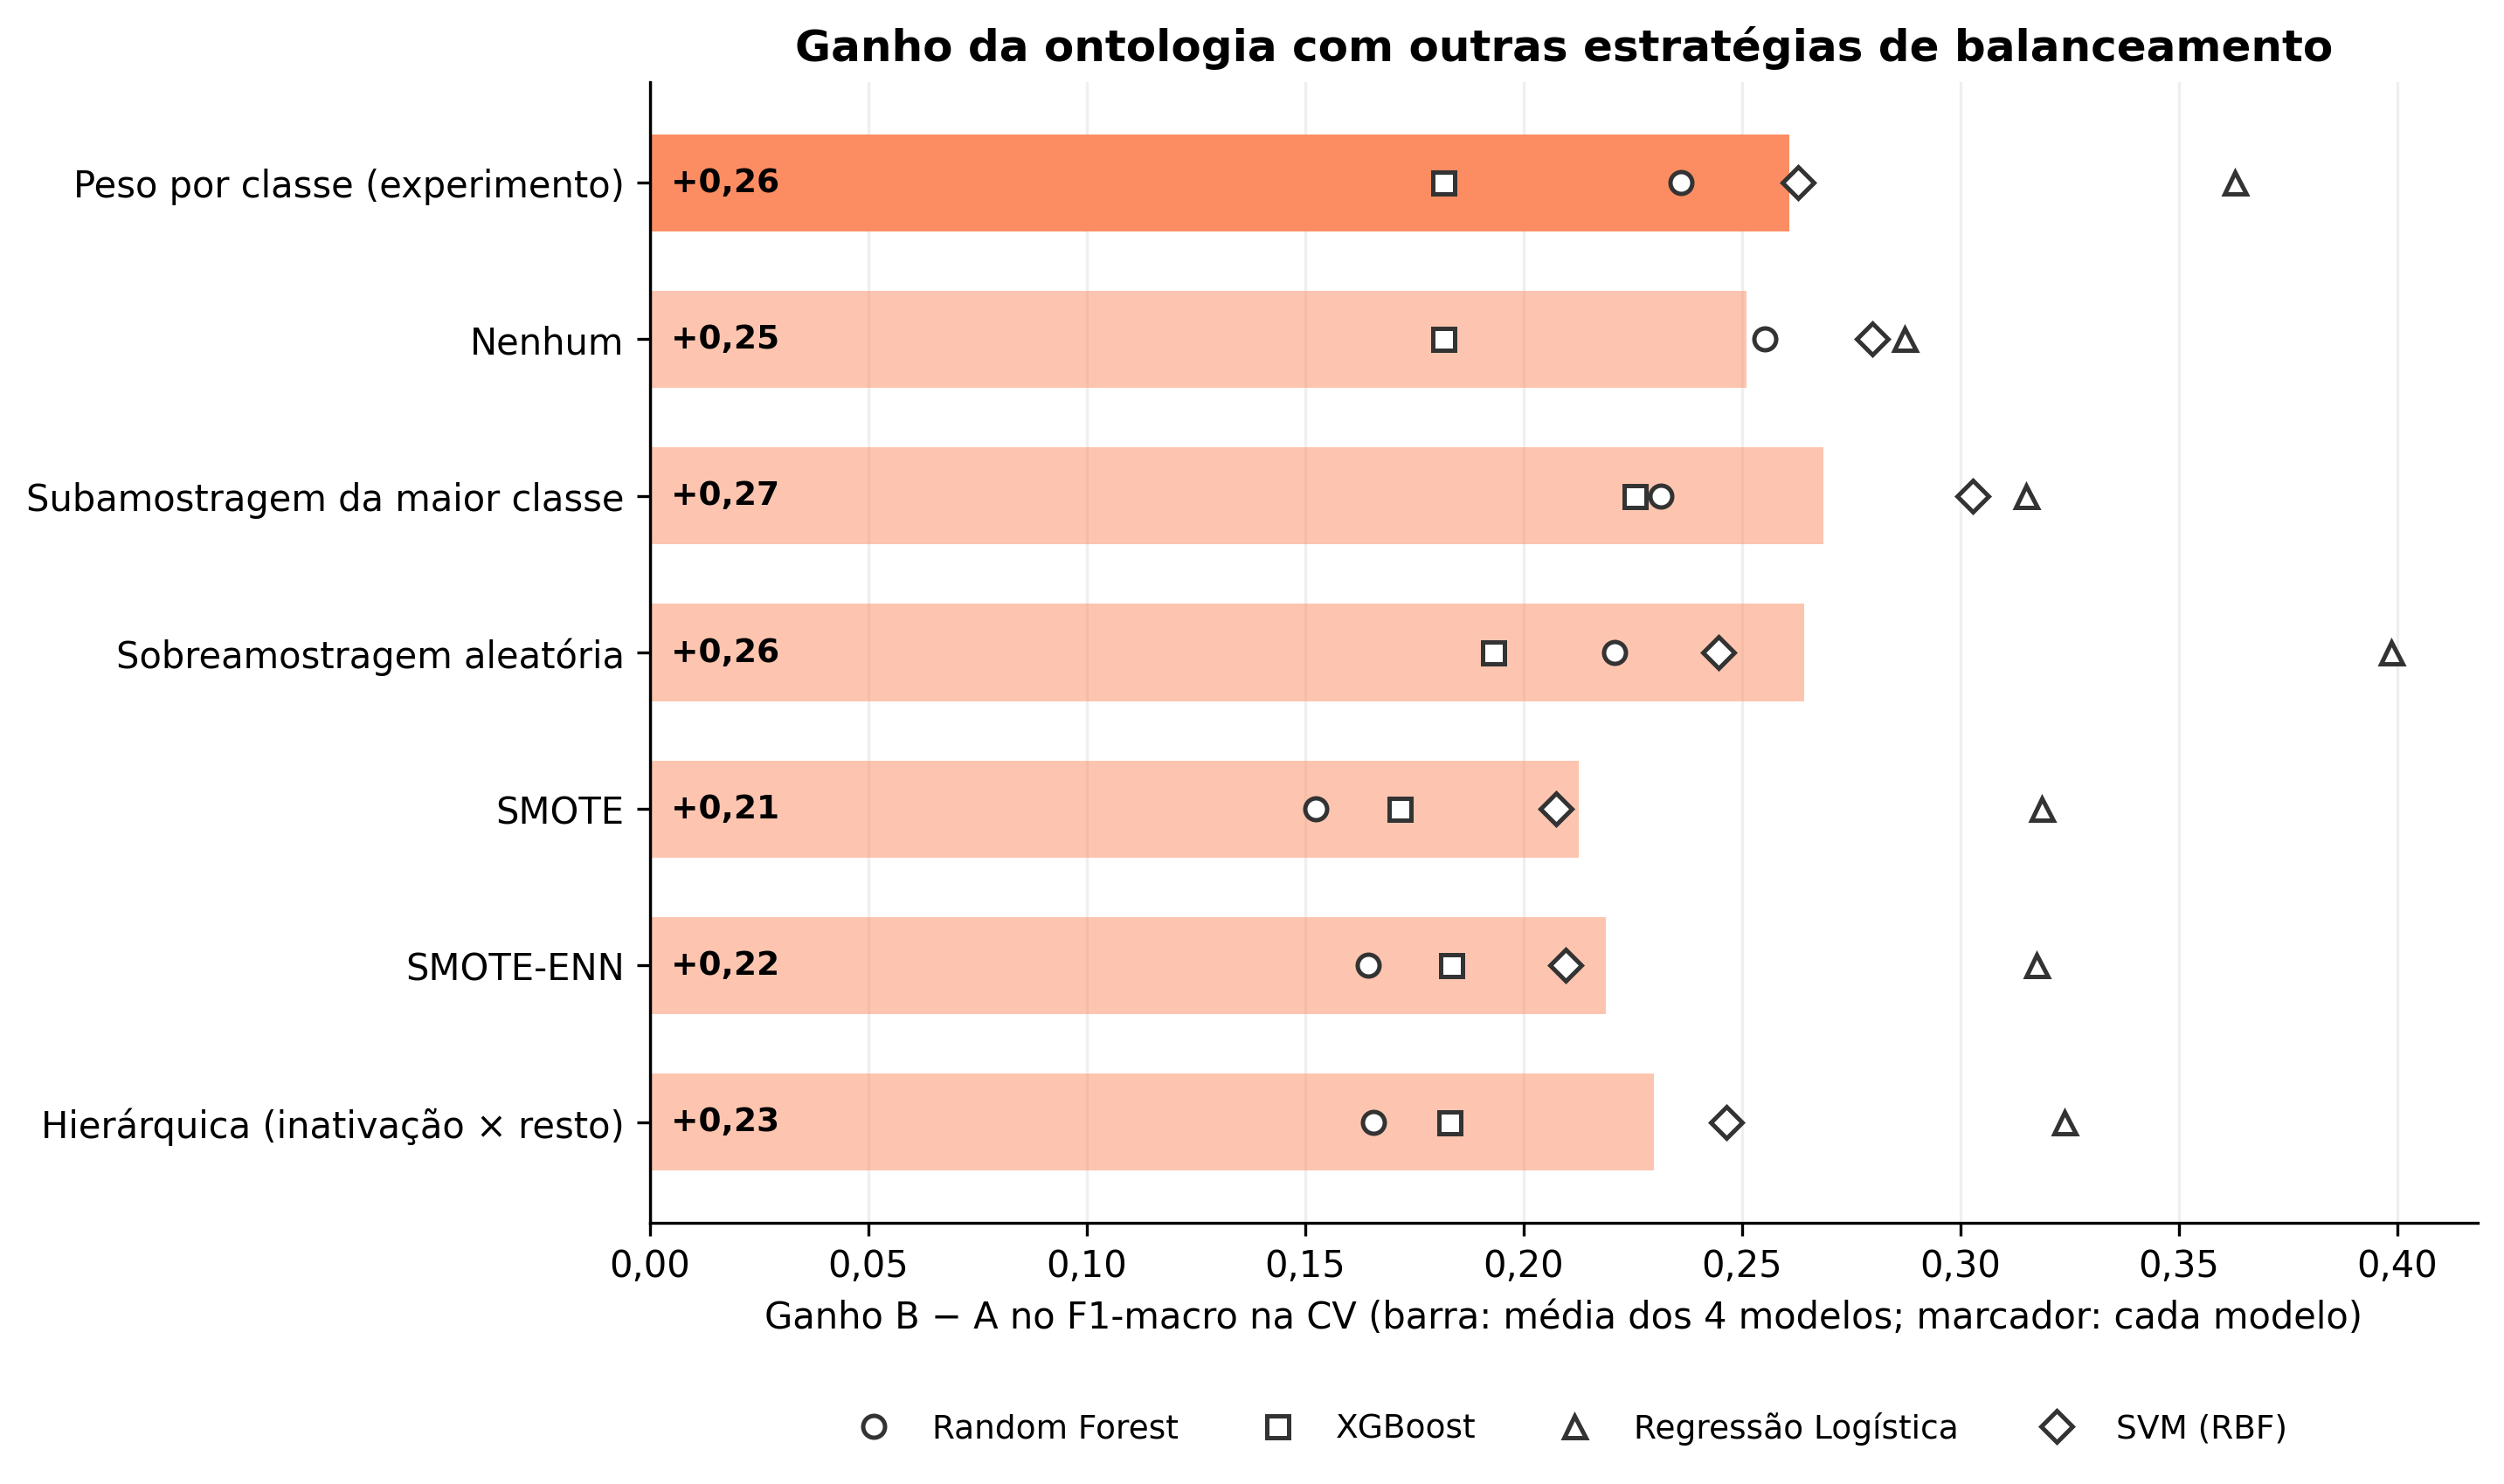 Ganho da ontologia com outras estratégias de balanceamento
Peso por classe (experimento)
+0,26
Nenhum
+0,25
Subamostragem da maior classe
+0,27
Sobreamostragem aleatória
+0,26
SMOTE
+0,21
SMOTE-ENN
+0,22
Hierárquica (inativação × resto)
+0,23
0,00 0,05 0,10 0,15 0,20 0,25 0,30 0,35 0,40
Ganho B − A no F1-macro na CV (barra: média dos 4 modelos; marcador: cada modelo)
Random Forest XGBoost Regressão Logística SVM (RBF)